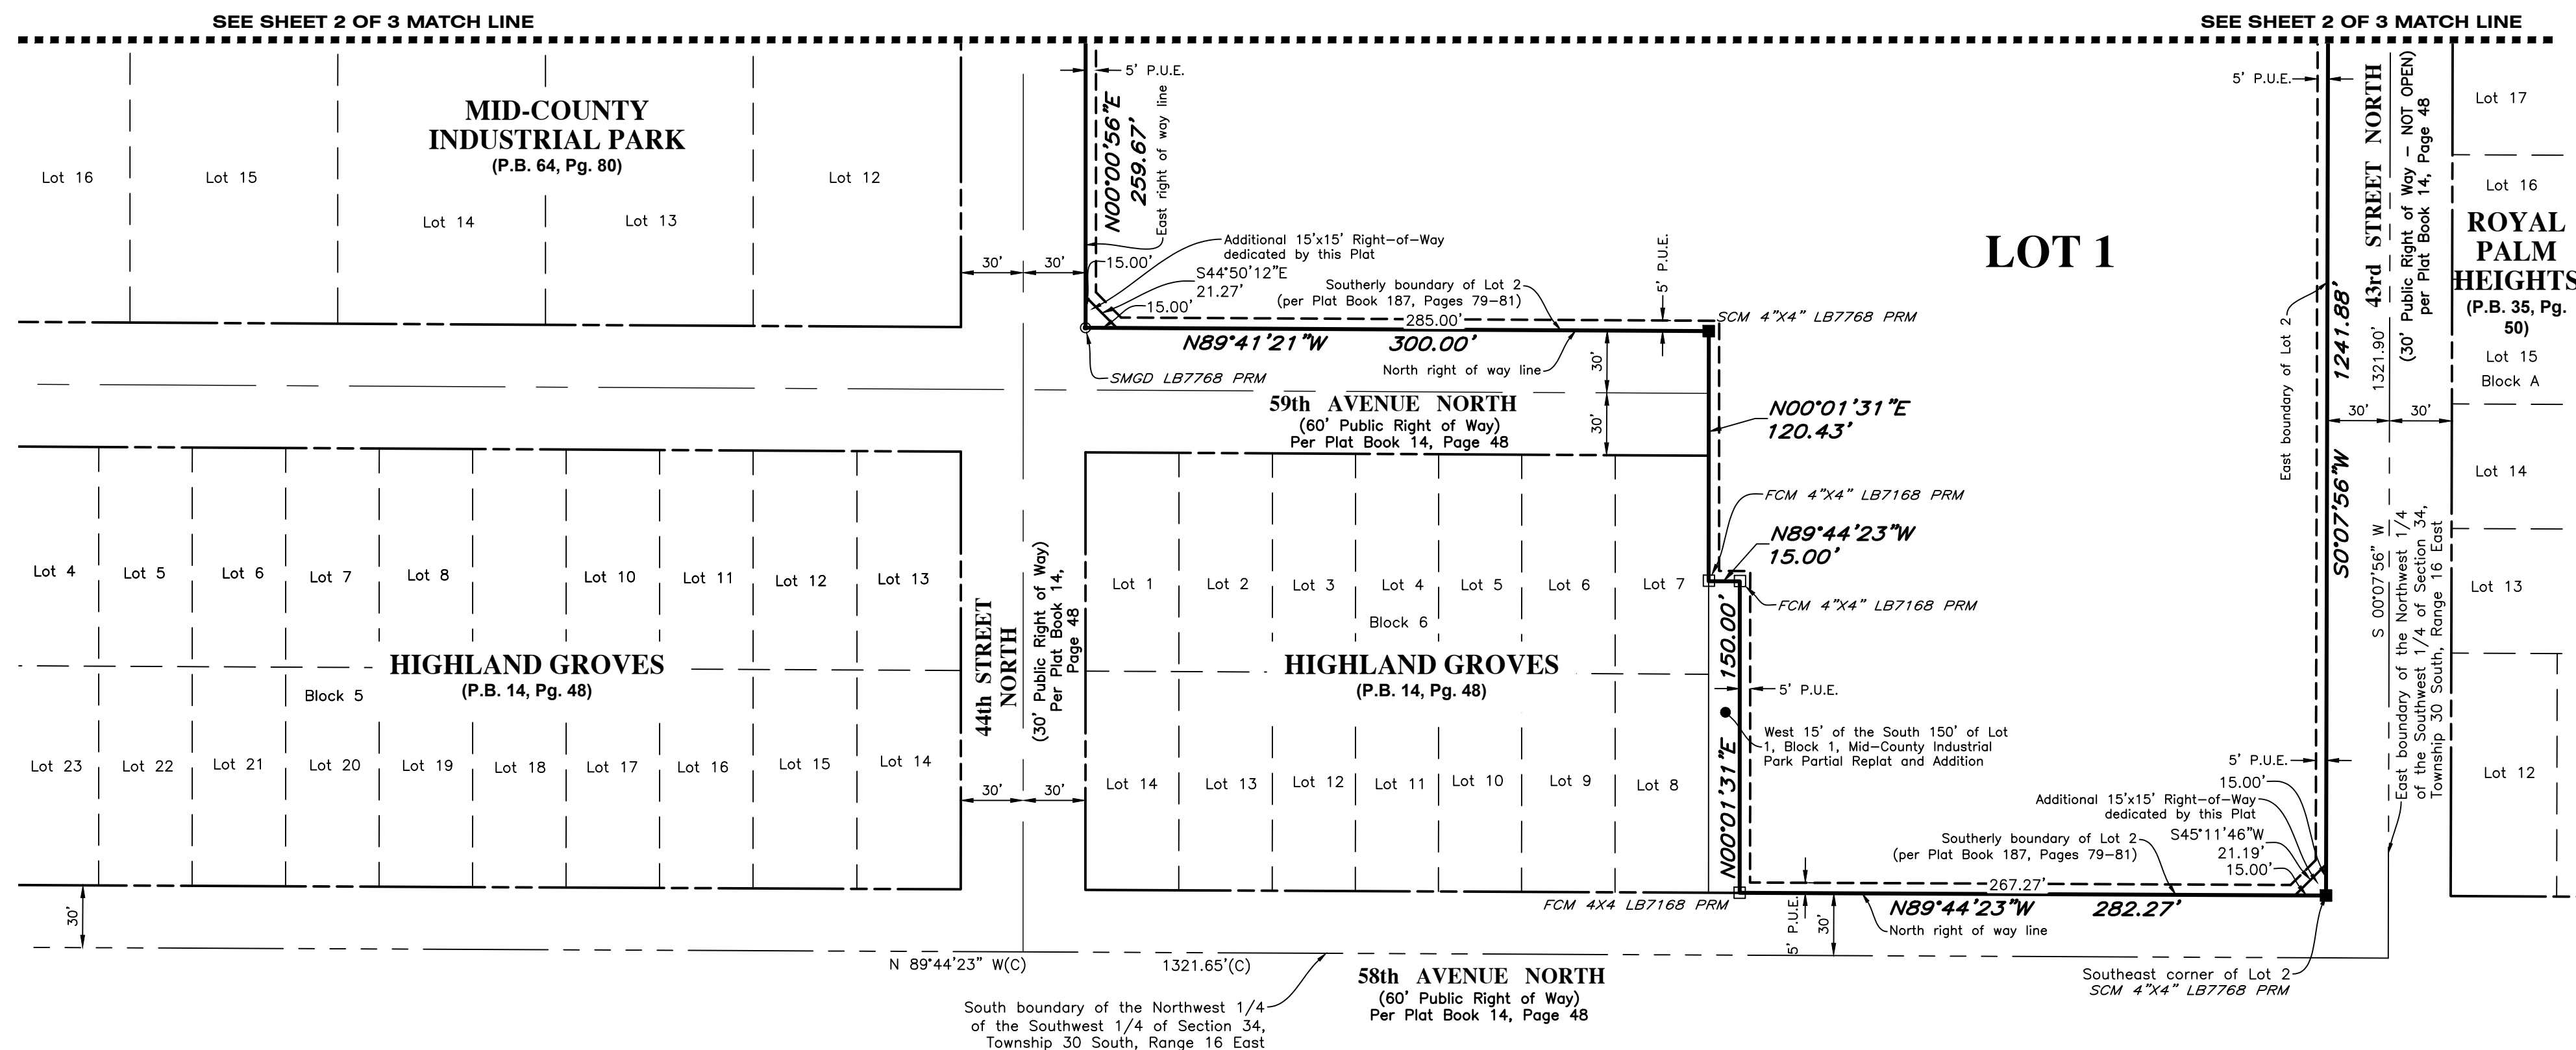 SEE SHEET 2 OF 3 MATCH LINE
SEE SHEET 2 OF 3 MATCH LINE
MID-COUNTY
INDUSTRIAL PARK
(P.B. 64, Pg. 80)
Lot 16
Lot 15
Lot 14
Lot 13
Lot 12
5' P.U.E.
N00°00'56"E
259.67'
East right of way line
Additional 15'x15' Right-of-Way
dedicated by this Plat
15.00'
S44°50'12"E
21.27'
15.00'
30'
30'
Southerly boundary of Lot 2
(per Plat Book 187, Pages 79-81)
285.00'
5' P.U.E.
SCM 4"X4" LB7768 PRM
N89°41'21"W
300.00'
North right of way line
SMGD LB7768 PRM
30'
30'
59th AVENUE NORTH
(60' Public Right of Way)
Per Plat Book 14, Page 48
LOT 1
N00°01'31"E
120.43'
FCM 4"X4" LB7168 PRM
N89°44'23"W
15.00'
FCM 4"X4" LB7168 PRM
5' P.U.E.
East boundary of Lot 2
1241.88'
S0°07'56"W
43rd STREET NORTH
(30' Public Right of Way - NOT OPEN)
per Plat Book 14, Page 48
1321.90'
S 00°07'56" W
30'
30'
East boundary of the Northwest 1/4
of the Southwest 1/4 of Section 34,
Township 30 South, Range 16 East
Lot 17
Lot 16
ROYAL
PALM
HEIGHTS
(P.B. 35, Pg.
50)
Lot 15
Block A
Lot 14
Lot 13
Lot 12
Lot 4
Lot 5
Lot 6
Lot 7
Lot 8
Lot 10
Lot 11
Lot 12
Lot 13
HIGHLAND GROVES
(P.B. 14, Pg. 48)
Block 5
Lot 23
Lot 22
Lot 21
Lot 20
Lot 19
Lot 18
Lot 17
Lot 16
Lot 15
Lot 14
30'
44th STREET
NORTH
(30' Public Right of Way)
Per Plat Book 14,
Page 48
30'
30'
Lot 1
Lot 2
Lot 3
Lot 4
Lot 5
Lot 6
Lot 7
Block 6
HIGHLAND GROVES
(P.B. 14, Pg. 48)
Lot 14
Lot 13
Lot 12
Lot 11
Lot 10
Lot 9
Lot 8
150.00'
N00°01'31"E
5' P.U.E.
West 15' of the South 150' of Lot
1, Block 1, Mid-County Industrial
Park Partial Replat and Addition
5' P.U.E.
15.00'
Additional 15'x15' Right-of-Way
dedicated by this Plat
S45°11'46"W
21.19'
15.00'
Southerly boundary of Lot 2
(per Plat Book 187, Pages 79-81)
267.27'
FCM 4X4 LB7168 PRM
5' P.U.E.
30'
N89°44'23"W
282.27'
North right of way line
N 89°44'23" W(C)
1321.65'(C)
58th AVENUE NORTH
(60' Public Right of Way)
Per Plat Book 14, Page 48
South boundary of the Northwest 1/4
of the Southwest 1/4 of Section 34,
Township 30 South, Range 16 East
Southeast corner of Lot 2
SCM 4"X4" LB7768 PRM